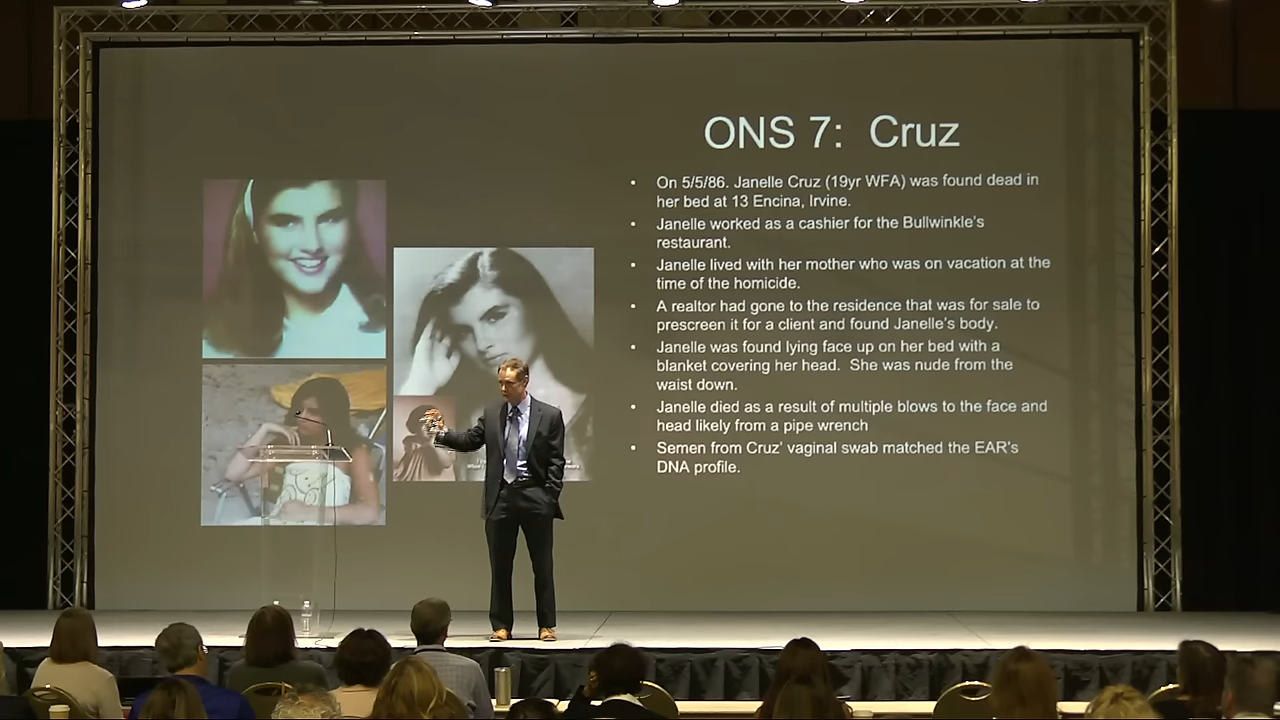 ONS 7: Cruz
• On 5/5/86. Janelle Cruz (19yr WFA) was found dead in
her bed at 13 Encina, Irvine.
• Janelle worked as a cashier for the Bullwinkle's
restaurant.
• Janelle lived with her mother who was on vacation at the
time of the homicide.
• A realtor had gone to the residence that was for sale to
prescreen it for a client and found Janelle's body.
• Janelle was found lying face up on her bed with a
blanket covering her head. She was nude from the
waist down.
• Janelle died as a result of multiple blows to the face and
head likely from a pipe wrench
• Semen from Cruz' vaginal swab matched the EAR's
DNA profile.